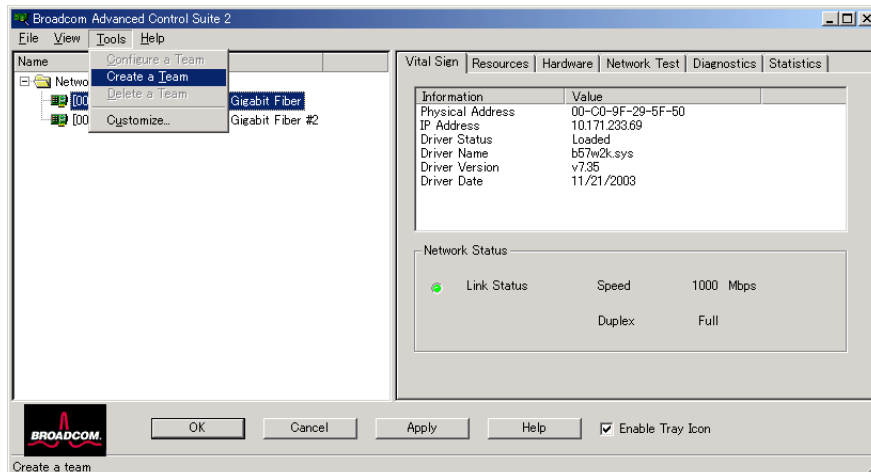 Broadcom Advanced Control Suite 2
File View Tools Help
Name
Configure a Team
Create a Team
Delete a Team
Customize...
Netwo
[00 Gigabit Fiber
[00 Gigabit Fiber #2
Vital Sign Resources Hardware Network Test Diagnostics Statistics
Information Value
Physical Address 00-C0-9F-29-5F-50
IP Address 10.171.233.69
Driver Status Loaded
Driver Name b57w2k.sys
Driver Version v7.35
Driver Date 11/21/2003
Network Status
Link Status Speed 1000 Mbps
Duplex Full
BROADCOM.
OK Cancel Apply Help Enable Tray Icon
Create a team